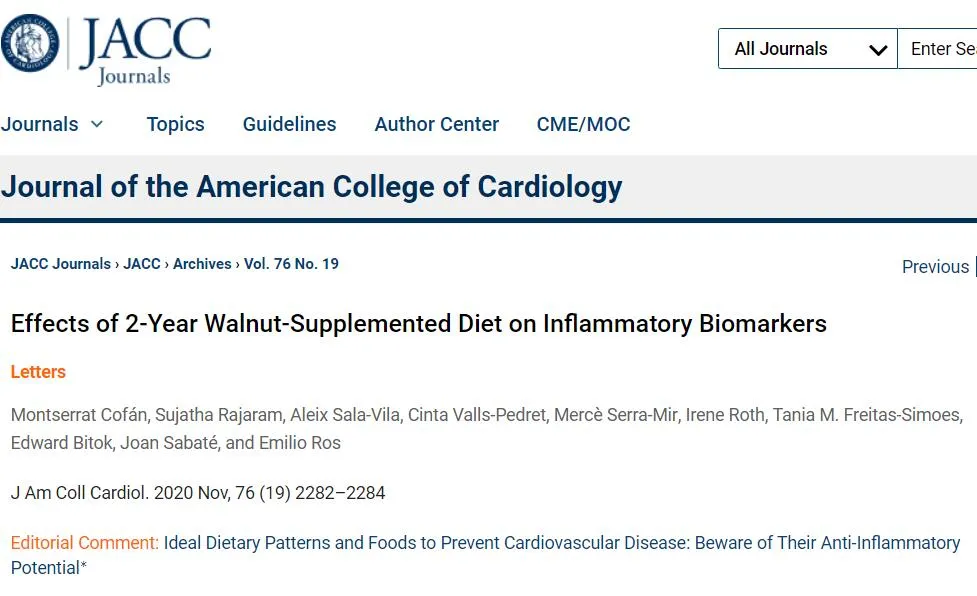 JACC
Journals
All Journals
Enter Se
Journals
Topics
Guidelines
Author Center
CME/MOC
Journal of the American College of Cardiology
JACC Journals › JACC › Archives › Vol. 76 No. 19
Previous
Effects of 2-Year Walnut-Supplemented Diet on Inflammatory Biomarkers
Letters
Montserrat Cofán, Sujatha Rajaram, Aleix Sala-Vila, Cinta Valls-Pedret, Mercè Serra-Mir, Irene Roth, Tania M. Freitas-Simoes,
Edward Bitok, Joan Sabaté, and Emilio Ros
J Am Coll Cardiol. 2020 Nov, 76 (19) 2282–2284
Editorial Comment: Ideal Dietary Patterns and Foods to Prevent Cardiovascular Disease: Beware of Their Anti-Inflammatory
Potential*